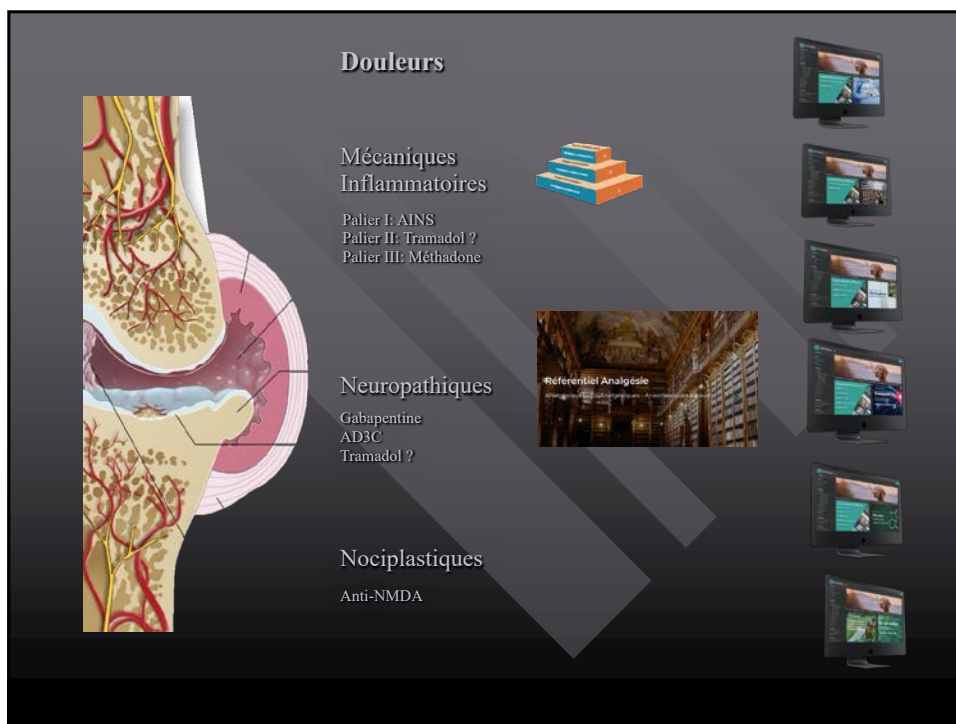 Douleurs
Mécaniques
Inflammatoires
Palier I: AINS
Palier II: Tramadol ?
Palier III: Méthadone
Référentiel Analgésie
Neuropathiques
Gabapentine
AD3C
Tramadol ?
Nociplastiques
Anti-NMDA